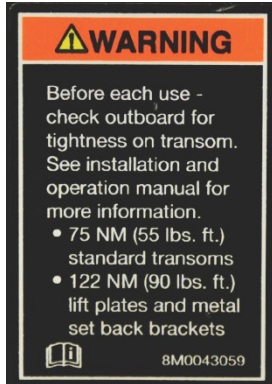 WARNING
Before each use -
check outboard for
tightness on transom.
See installation and
operation manual for
more information.
• 75 NM (55 lbs. ft.)
standard transoms
• 122 NM (90 lbs. ft.)
lift plates and metal
set back brackets
8M0043059